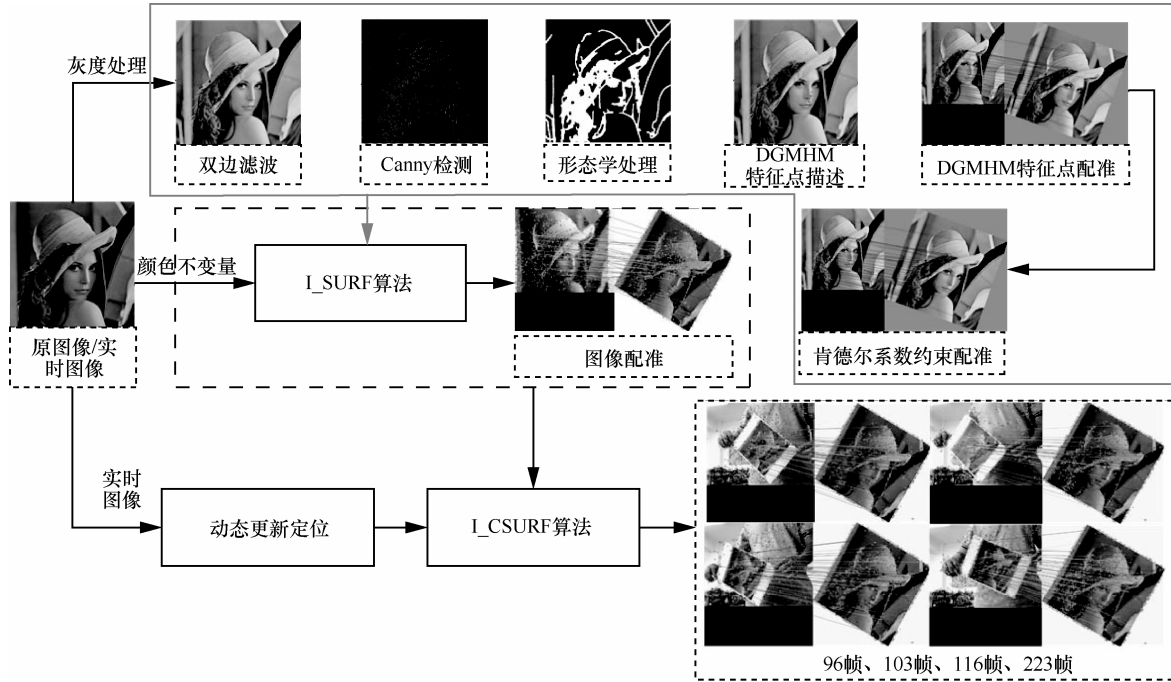 灰度处理
双边滤波
Canny检测
形态学处理
DGMHM
特征点描述
DGMHM特征点配准
颜色不变量
I_SURF算法
图像配准
肯德尔系数约束配准
原图像/实
时图像
实时
图像
动态更新定位
I_CSURF算法
96帧、103帧、116帧、223帧